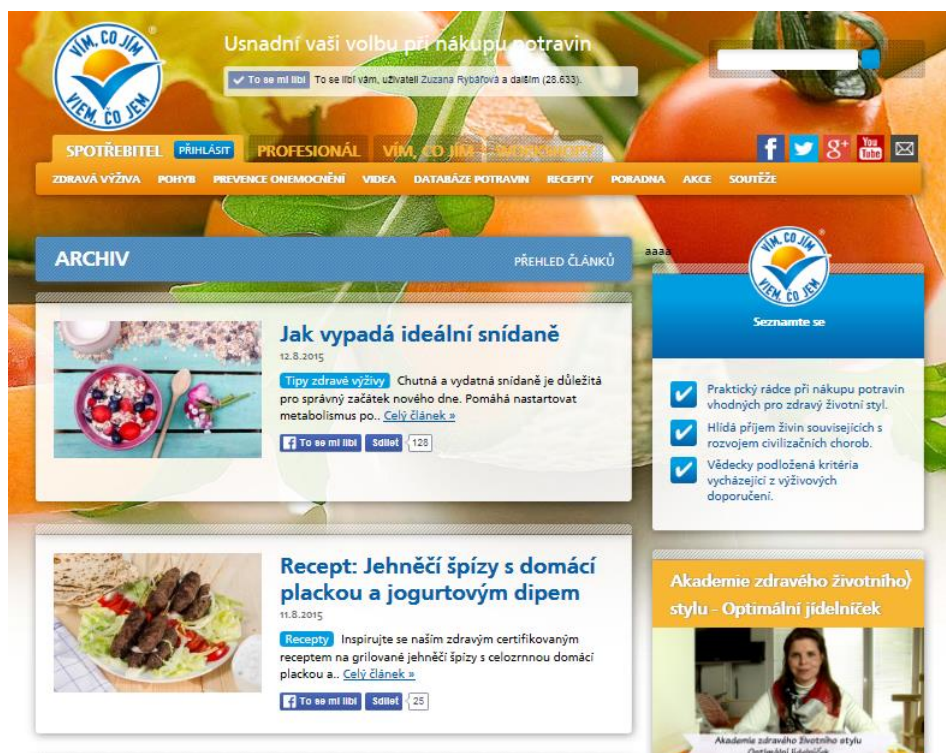 VÍM, CO JÍM
VIEM, ČO JEM
Usnadní vaši volbu při nákupu potravin
To se mi líbí To se líbí vám, uživateli Zuzana Rybářová a dalším (28.633).
SPOTŘEBITEL PŘIHLÁSIT PROFESIONÁL VÍM, CO JÍM - WORKSHOPY
You Tube
ZDRAVÁ VÝŽIVA POHYB PREVENCE ONEMOCNĚNÍ VIDEA DATABÁZE POTRAVIN RECEPTY PORADNA AKCE SOUTĚŽE
ARCHIV PŘEHLED ČLÁNKŮ
Jak vypadá ideální snídaně
12.8.2015
Tipy zdravé výživy Chutná a vydatná snídaně je důležitá
pro správný začátek nového dne. Pomáhá nastartovat
metabolismus po.. Celý článek »
To se mi líbí Sdílet 128
Recept: Jehněčí špízy s domácí
plackou a jogurtovým dipem
11.8.2015
Recepty Inspirujte se naším zdravým certifikovaným
receptem na grilované jehněčí špízy s celozrnnou domácí
plackou a.. Celý článek »
To se mi líbí Sdílet 25
aaaa
VÍM, CO JÍM
VIEM, ČO JEM
Seznamte se
Praktický rádce při nákupu potravin
vhodných pro zdravý životní styl.
Hlídá příjem živin souvisejících s
rozvojem civilizačních chorob.
Vědecky podložená kritéria
vycházející z výživových
doporučení.
Akademie zdravého životního)
stylu - Optimální jídelníček
Akademie zdravého životního stylu
Optimální jídelníček